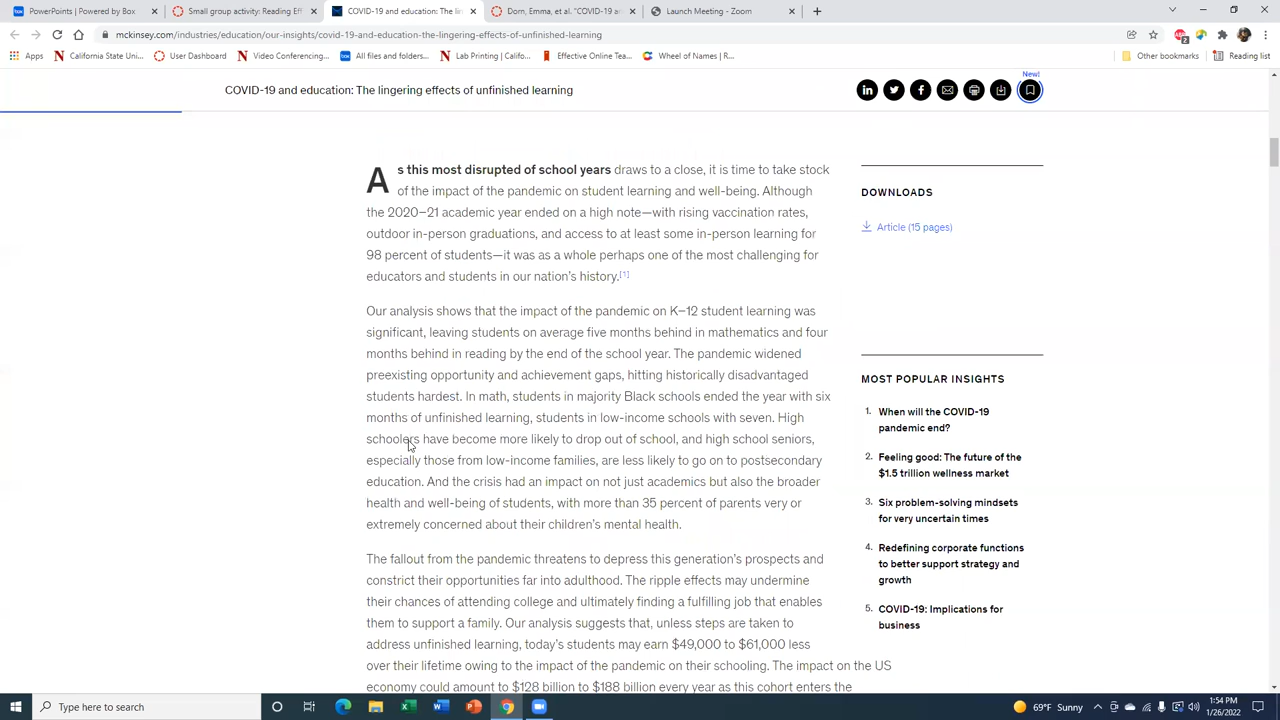 PowerPoints | Powered by Box
Small group activity: Reading Eff
COVID-19 and education: The lin
Dorn, Emma, et al. "COVID-19 a
Launch Meeting - Zoom
mckinsey.com/industries/education/our-insights/covid-19-and-education-the-lingering-effects-of-unfinished-learning
Apps
California State Uni...
User Dashboard
Video Conferencing...
All files and folders...
Lab Printing | Califo...
Effective Online Tea...
Wheel of Names | R...
Other bookmarks
Reading list
COVID-19 and education: The lingering effects of unfinished learning
New!
As this most disrupted of school years draws to a close, it is time to take stock
of the impact of the pandemic on student learning and well-being. Although
the 2020–21 academic year ended on a high note—with rising vaccination rates,
outdoor in-person graduations, and access to at least some in-person learning for
98 percent of students—it was as a whole perhaps one of the most challenging for
educators and students in our nation's history.[1]
Our analysis shows that the impact of the pandemic on K–12 student learning was
significant, leaving students on average five months behind in mathematics and four
months behind in reading by the end of the school year. The pandemic widened
preexisting opportunity and achievement gaps, hitting historically disadvantaged
students hardest. In math, students in majority Black schools ended the year with six
months of unfinished learning, students in low-income schools with seven. High
schoolers have become more likely to drop out of school, and high school seniors,
especially those from low-income families, are less likely to go on to postsecondary
education. And the crisis had an impact on not just academics but also the broader
health and well-being of students, with more than 35 percent of parents very or
extremely concerned about their children's mental health.
The fallout from the pandemic threatens to depress this generation's prospects and
constrict their opportunities far into adulthood. The ripple effects may undermine
their chances of attending college and ultimately finding a fulfilling job that enables
them to support a family. Our analysis suggests that, unless steps are taken to
address unfinished learning, today's students may earn $49,000 to $61,000 less
over their lifetime owing to the impact of the pandemic on their schooling. The impact on the US
economy could amount to $128 billion to $188 billion every year as this cohort enters the
DOWNLOADS
Article (15 pages)
MOST POPULAR INSIGHTS
1. When will the COVID-19
pandemic end?
2. Feeling good: The future of the
$1.5 trillion wellness market
3. Six problem-solving mindsets
for very uncertain times
4. Redefining corporate functions
to better support strategy and
growth
5. COVID-19: Implications for
business
Type here to search
69°F Sunny
1:54 PM
1/26/2022